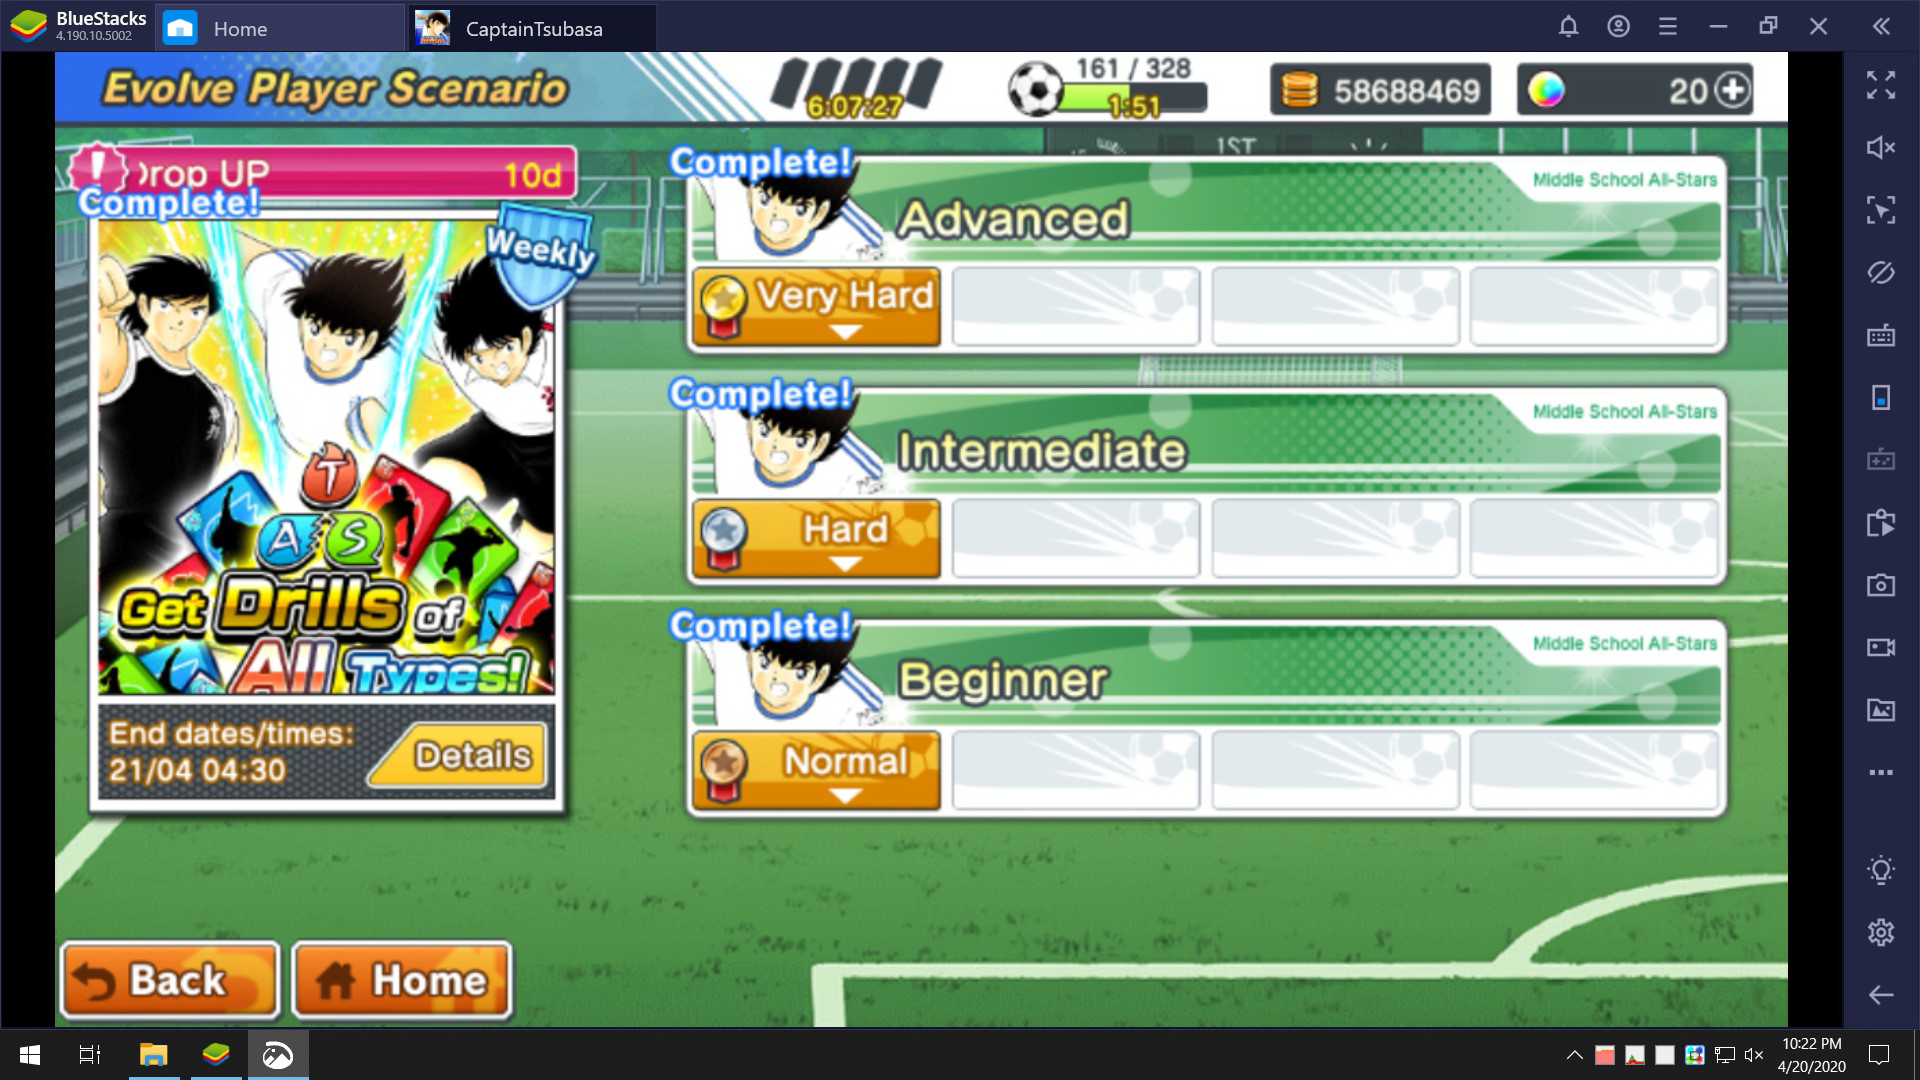 BlueStacks
4.190.10.5002
Home
CaptainTsubasa
Evolve Player Scenario
6:07:27
161 / 328
1:51
58688469
20
Drop UP
10d
Complete!
Weekly
T
A S
Get Drills of
All Types!
End dates/times:
21/04 04:30
Details
1ST
Complete!
Middle School All-Stars
Advanced
Very Hard
Complete!
Middle School All-Stars
Intermediate
Hard
Complete!
Middle School All-Stars
Beginner
Normal
Back
Home
10:22 PM
4/20/2020